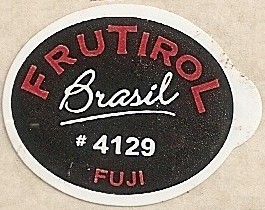 FRUTIROL
Brasil
# 4129
FUJI